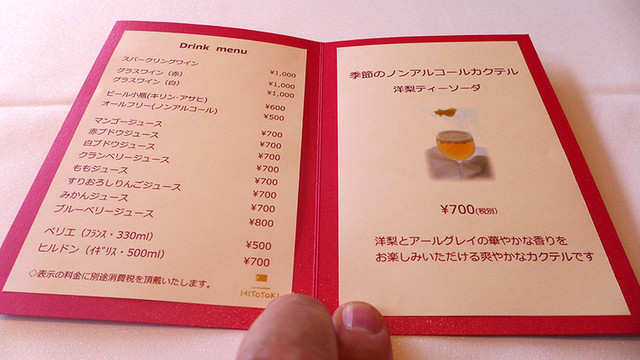 Drink menu
スパークリングワイン ¥1,000
グラスワイン（赤） ¥1,000
グラスワイン（白） ¥1,000
ビール小瓶(キリン・アサヒ) ¥600
オールフリー(ノンアルコール) ¥500
マンゴージュース ¥700
赤ブドウジュース ¥700
白ブドウジュース ¥700
クランベリージュース ¥700
ももジュース ¥700
すりおろしりんごジュース ¥700
みかんジュース ¥700
ブルーベリージュース ¥800
ペリエ（ﾌﾗﾝｽ・330ml） ¥500
ヒルドン（ｲｷﾞﾘｽ・500ml） ¥700
◇表示の料金に別途消費税を頂戴いたします。
HITOTOKI
季節のノンアルコールカクテル
洋梨ティーソーダ
¥700(税別)
洋梨とアールグレイの華やかな香りを
お楽しみいただける爽やかなカクテルです